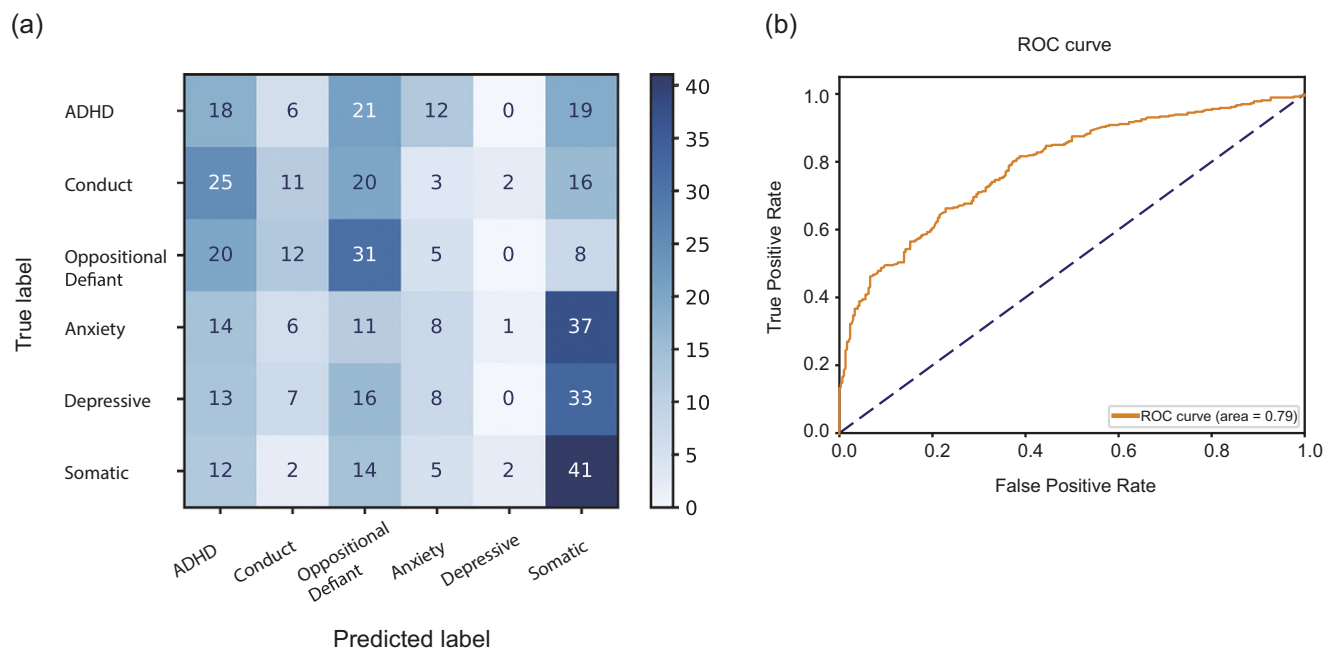 (a)
True label
ADHD
Conduct
Oppositional
Defiant
Anxiety
Depressive
Somatic
18 6 21 12 0 19
25 11 20 3 2 16
20 12 31 5 0 8
14 6 11 8 1 37
13 7 16 8 0 33
12 2 14 5 2 41
ADHD
Conduct
Oppositional
Defiant
Anxiety
Depressive
Somatic
Predicted label
40
35
30
25
20
15
10
5
0
(b)
ROC curve
True Positive Rate
1.0
0.8
0.6
0.4
0.2
0.0
0.0 0.2 0.4 0.6 0.8 1.0
ROC curve (area = 0.79)
False Positive Rate